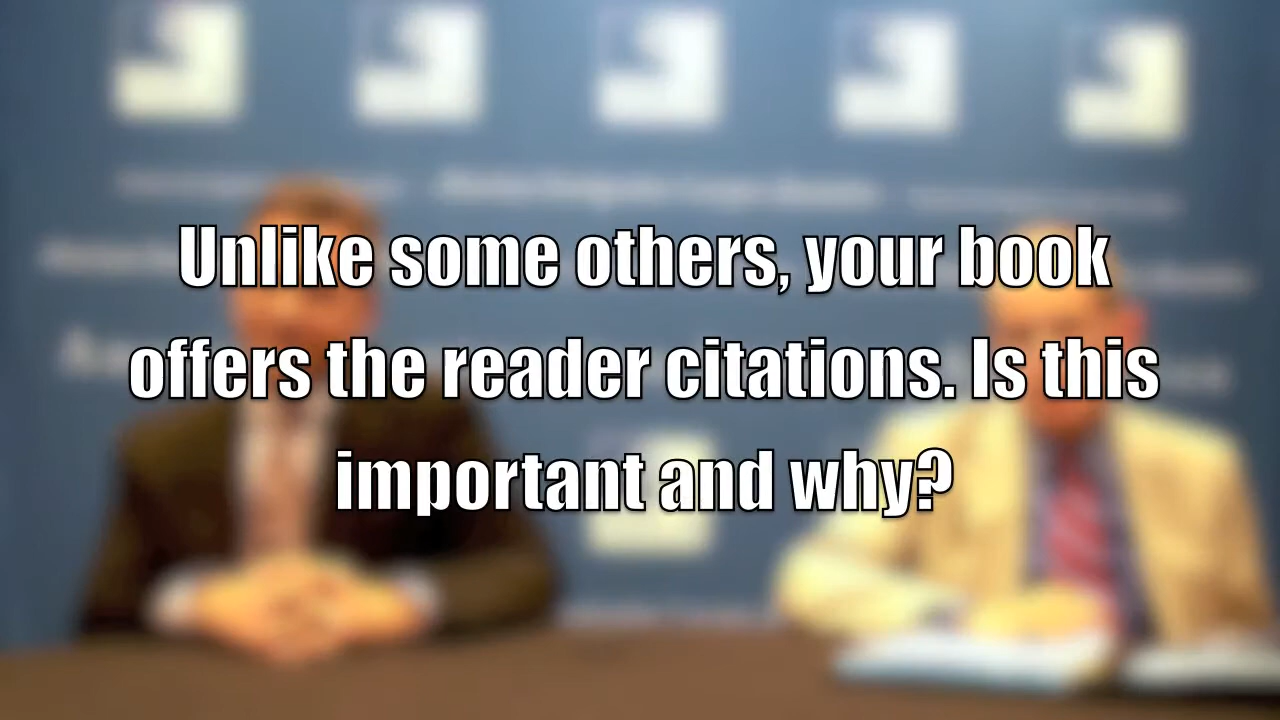 Unlike some others, your book
offers the reader citations. Is this
important and why?